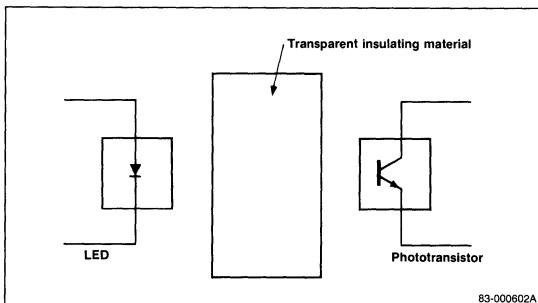 Transparent insulating material
LED
Phototransistor
83-000602A